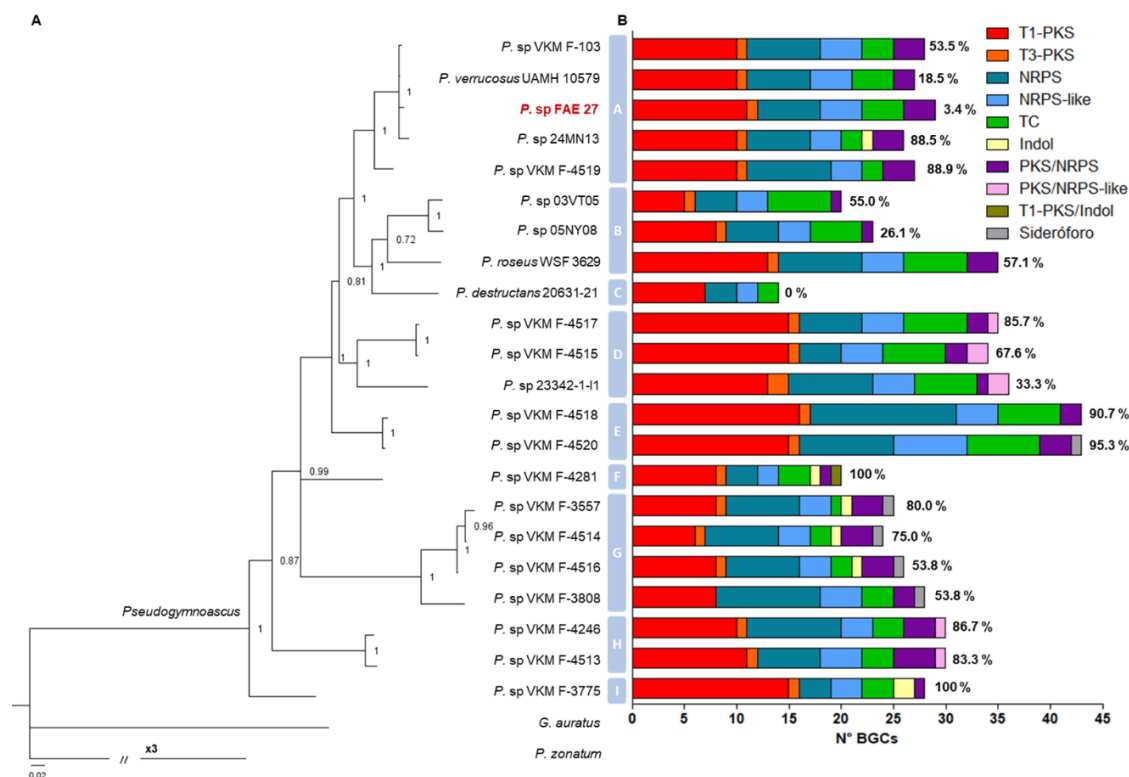 A
B
P. sp VKM F-103
53.5 %
P. verrucosus UAMH 10579
18.5 %
P. sp FAE 27
3.4 %
P. sp 24MN13
88.5 %
P. sp VKM F-4519
88.9 %
A
P. sp 03VT05
55.0 %
P. sp 05NY08
26.1 %
P. roseus WSF 3629
57.1 %
B
P. destructans 20631-21
C
0 %
P. sp VKM F-4517
85.7 %
P. sp VKM F-4515
67.6 %
P. sp 23342-1-I1
33.3 %
D
P. sp VKM F-4518
90.7 %
P. sp VKM F-4520
95.3 %
E
P. sp VKM F-4281
F
100 %
P. sp VKM F-3557
80.0 %
P. sp VKM F-4514
75.0 %
P. sp VKM F-4516
53.8 %
P. sp VKM F-3808
53.8 %
G
P. sp VKM F-4246
86.7 %
P. sp VKM F-4513
83.3 %
H
P. sp VKM F-3775
I
100 %
G. auratus
P. zonatum
T1-PKS
T3-PKS
NRPS
NRPS-like
TC
Indol
PKS/NRPS
PKS/NRPS-like
T1-PKS/Indol
Sideróforo
1
1
1
1
0.72
1
0.81
1
1
1
1
0.99
0.96
1
0.87
1
Pseudogymnoascus
1
1
x3
//
0.02
0 5 10 15 20 25 30 35 40 45
N° BGCs